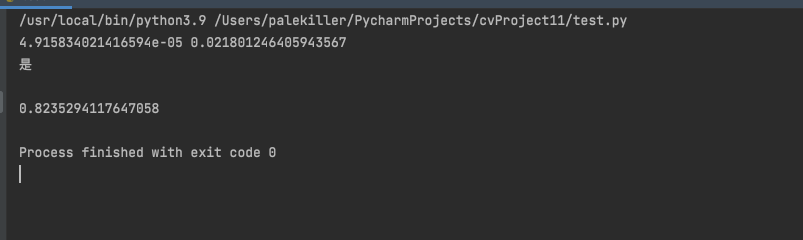 /usr/local/bin/python3.9 /Users/palekiller/PycharmProjects/cvProject11/test.py
4.915834021416594e-05 0.021801246405943567
是
0.8235294117647058
Process finished with exit code 0